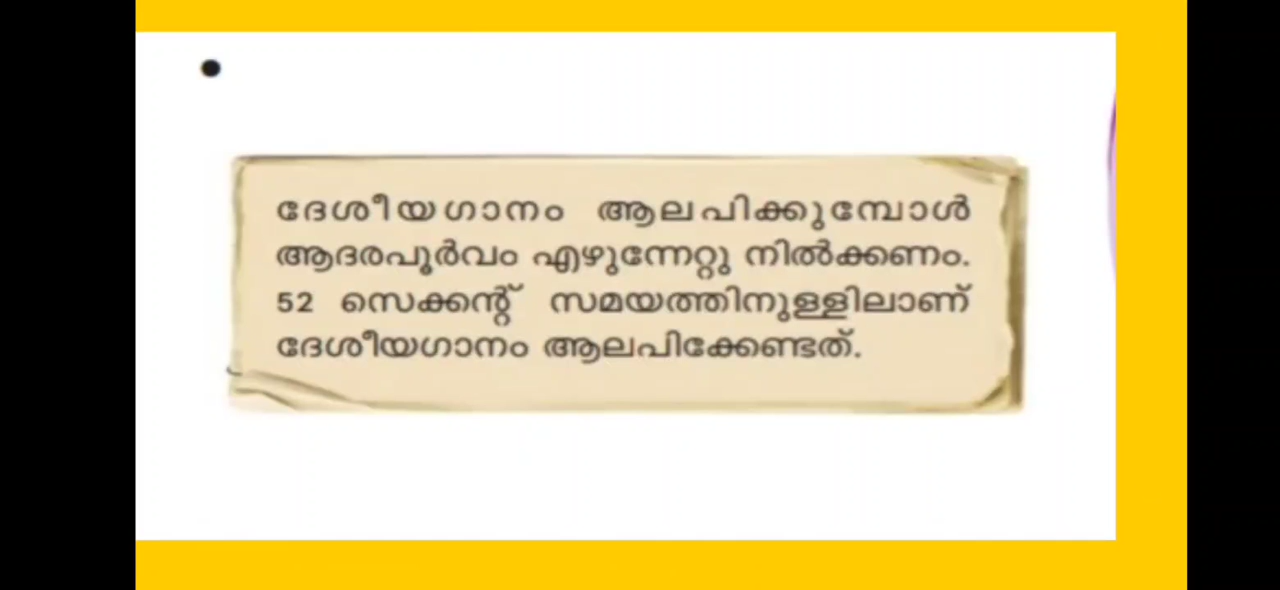 ദേശീയഗാനം ആലപിക്കുമ്പോൾ
ആദരപൂർവം എഴുന്നേറ്റു നിൽക്കണം.
52 സെക്കന്റ് സമയത്തിനുള്ളിലാണ്
ദേശീയഗാനം ആലപിക്കേണ്ടത്.